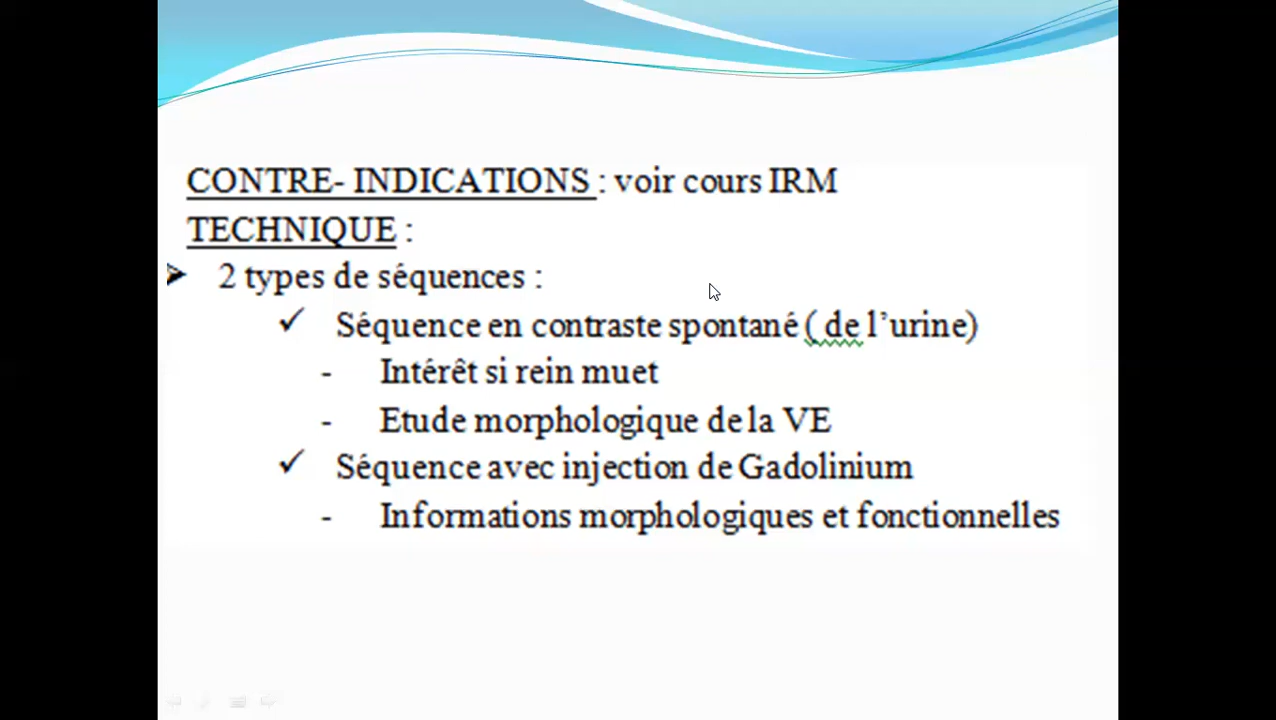 CONTRE- INDICATIONS : voir cours IRM
TECHNIQUE :
➤ 2 types de séquences :
✓ Séquence en contraste spontané ( de l’urine)
- Intérêt si rein muet
- Etude morphologique de la VE
✓ Séquence avec injection de Gadolinium
- Informations morphologiques et fonctionnelles